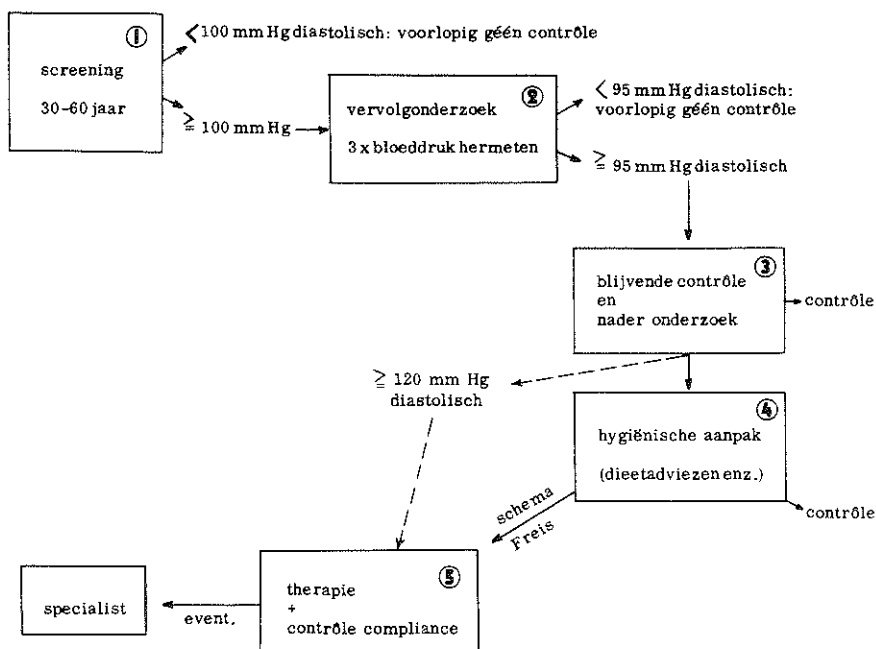 ①
screening
30-60 jaar
< 100 mm Hg diastolisch: voorlopig géén contrôle
≧ 100 mm Hg
②
vervolgonderzoek
3 x bloeddruk hermeten
< 95 mm Hg diastolisch:
voorlopig géén contrôle
≧ 95 mm Hg diastolisch
③
blijvende contrôle
en
nader onderzoek
contrôle
≧ 120 mm Hg
diastolisch
④
hygiënische aanpak
(dieetadviezen enz.)
contrôle
schema
Freis
⑤
therapie
+
contrôle compliance
event.
specialist